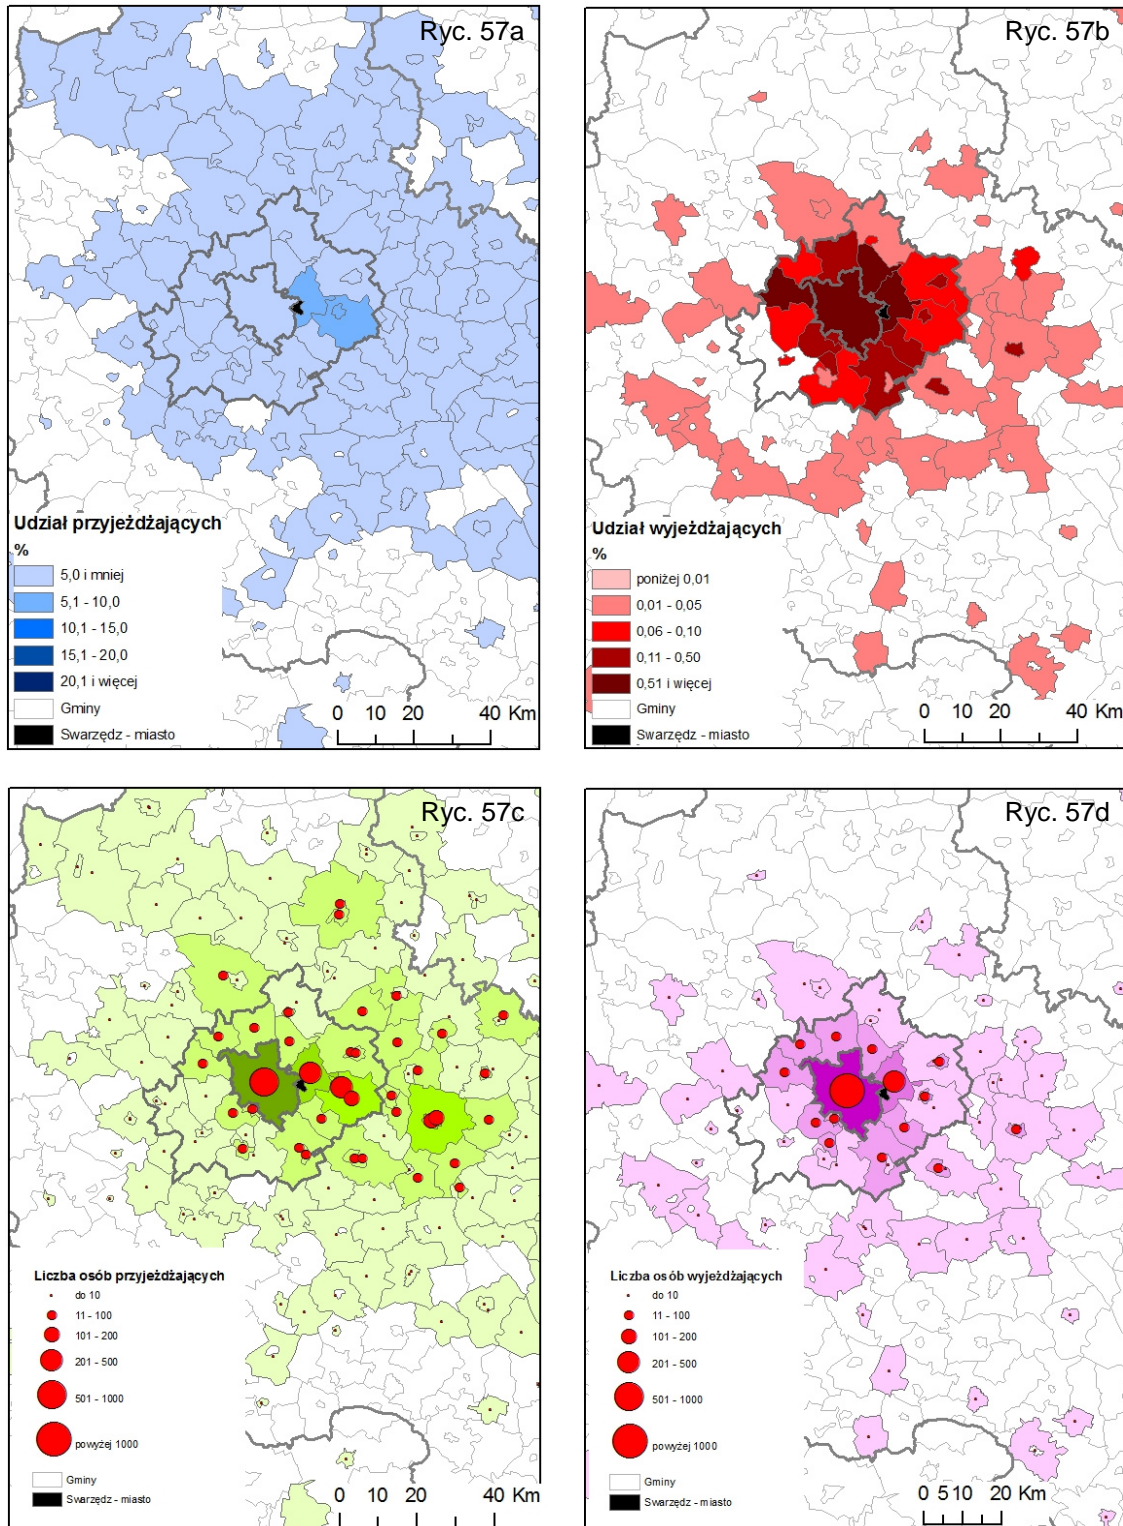 Ryc. 57a
Udział przyjeżdżających
%
5,0 i mniej
5,1 - 10,0
10,1 - 15,0
15,1 - 20,0
20,1 i więcej
Gminy
Swarzędz - miasto
0 10 20 40 Km
Ryc. 57b
Udział wyjeżdżających
%
poniżej 0,01
0,01 - 0,05
0,06 - 0,10
0,11 - 0,50
0,51 i więcej
Gminy
Swarzędz - miasto
0 10 20 40 Km
Ryc. 57c
Liczba osób przyjeżdżających
do 10
11 - 100
101 - 200
201 - 500
501 - 1000
powyżej 1000
Gminy
Swarzędz - miasto
0 10 20 40 Km
Ryc. 57d
Liczba osób wyjeżdżających
do 10
11 - 100
101 - 200
201 - 500
501 - 1000
powyżej 1000
Gminy
Swarzędz - miasto
0 5 10 20 Km